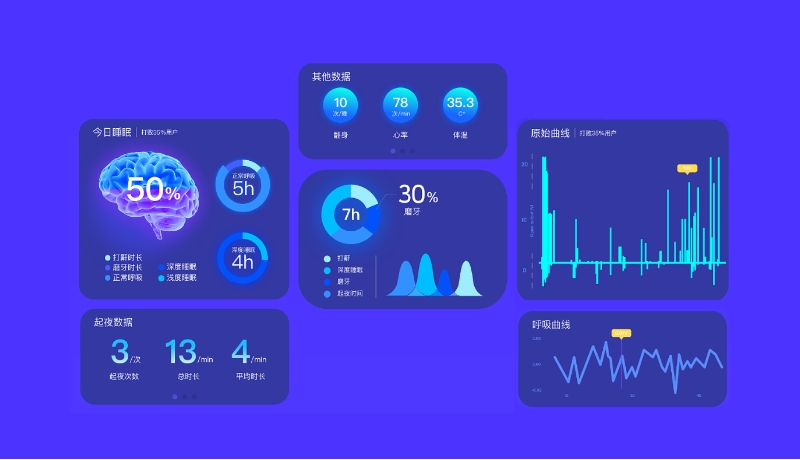 今日睡眠 打败35%用户
50%
正常呼吸
5h
深度睡眠
4h
打鼾时长
磨牙时长 深度睡眠
正常呼吸 浅度睡眠
起夜数据
3/次 13/min 4/min
起夜次数 总时长 平均时长
其他数据
10 78 35.3
次/晚 次/min C°
翻身 心率 体温
7h
30%
磨牙
打鼾
深度睡眠
磨牙
起夜时间
原始曲线 打败36%用户
20
10
0
呼吸曲线